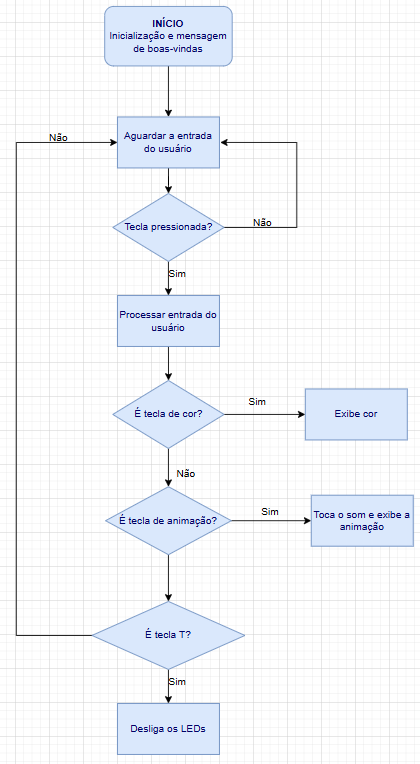 INÍCIO
Inicialização e mensagem
de boas-vindas
Não
Aguardar a entrada
do usuário
Tecla pressionada?
Não
Sim
Processar entrada do
usuário
É tecla de cor?
Sim
Exibe cor
Não
É tecla de animação?
Sim
Toca o som e exibe a
animação
É tecla T?
Sim
Desliga os LEDs